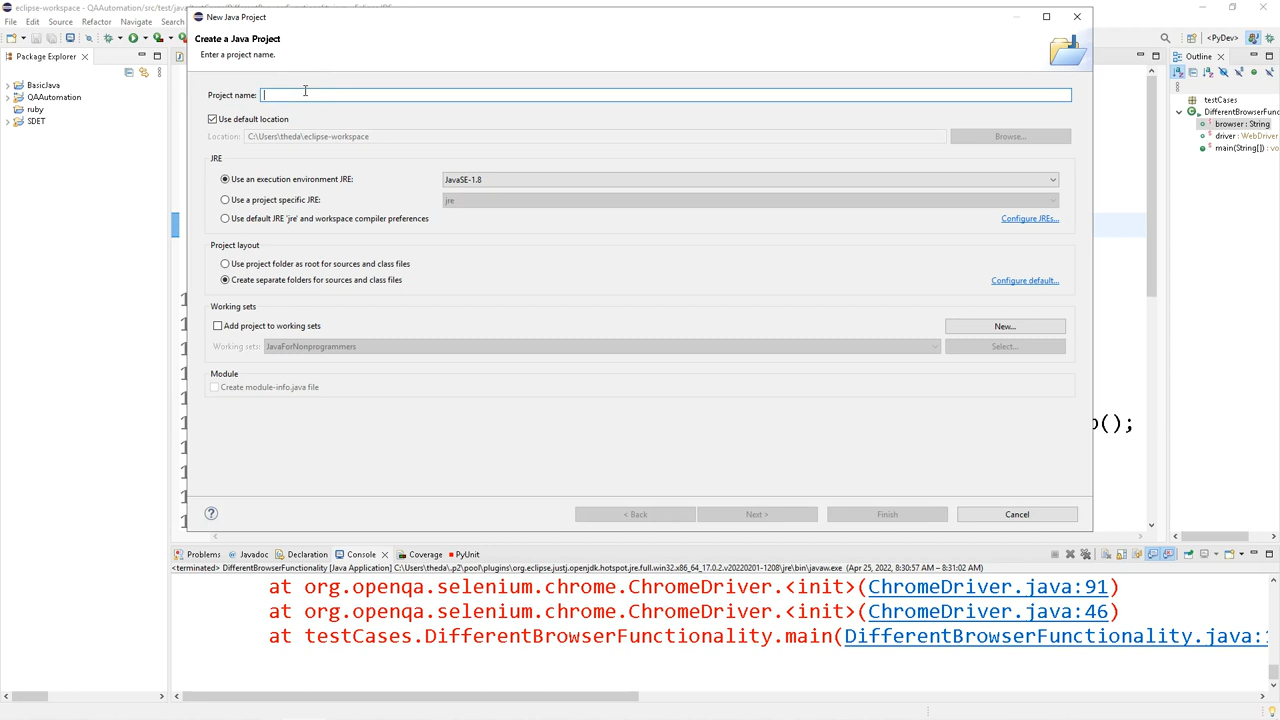 eclipse-workspace - QAAutomation/src/test/java
New Java Project
File Edit Source Refactor Navigate Search
Create a Java Project
Enter a project name.
<PyDev>
Package Explorer
Outline
BasicJava
QAAutomation
ruby
SDET
Project name:
Use default location
Location: C:\Users\theda\eclipse-workspace
Browse...
JRE
Use an execution environment JRE: JavaSE-1.8
Use a project specific JRE: jre
Use default JRE 'jre' and workspace compiler preferences
Configure JREs...
Project layout
Use project folder as root for sources and class files
Create separate folders for sources and class files
Configure default...
Working sets
Add project to working sets
New...
Working sets: JavaForNonprogrammers
Select...
Module
Create module-info.java file
< Back Next > Finish Cancel
testCases
DifferentBrowserFunc
browser: String
driver: WebDriver
main(String[]) : vo
();
Problems Javadoc Declaration Console Coverage PyUnit
<terminated> DifferentBrowserFunctionality [Java Application] C:\Users\theda\.p2\pool\plugins\org.eclipse.justj.openjdk.hotspot.jre.full.win32.x86_64_17.0.2.v20220201-1208\jre\bin\javaw.exe (Apr 25, 2022, 8:30:57 AM – 8:31:02 AM)
at org.openqa.selenium.chrome.ChromeDriver.<init>(ChromeDriver.java:91)
at org.openqa.selenium.chrome.ChromeDriver.<init>(ChromeDriver.java:46)
at testCases.DifferentBrowserFunctionality.main(DifferentBrowserFunctionality.java: